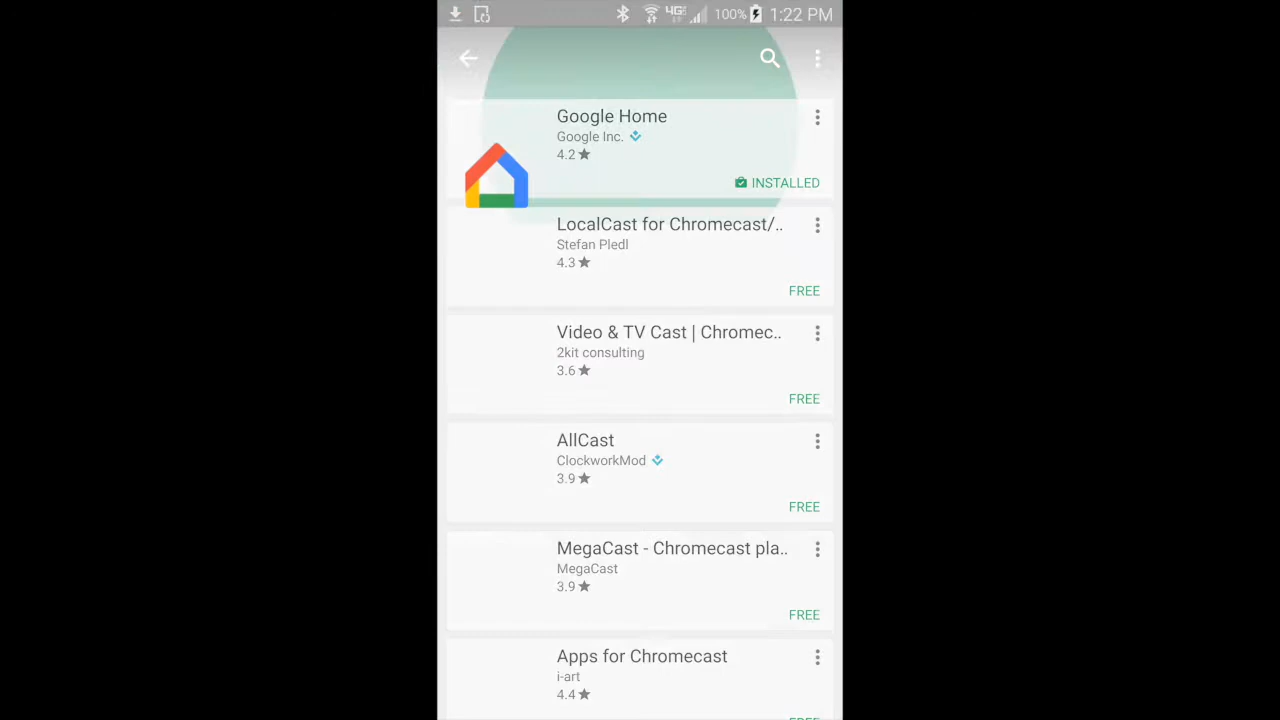 4G 100% 1:22 PM
Google Home
Google Inc.
4.2
INSTALLED
LocalCast for Chromecast/..
Stefan Pledl
4.3
FREE
Video & TV Cast | Chromec..
2kit consulting
3.6
FREE
AllCast
ClockworkMod
3.9
FREE
MegaCast - Chromecast pla..
MegaCast
3.9
FREE
Apps for Chromecast
i-art
4.4
FREE